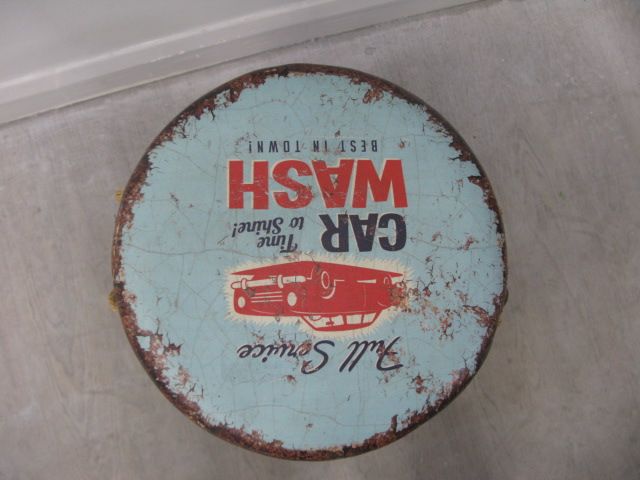 Full Service
CAR Time to Shine!
WASH
BEST IN TOWN!